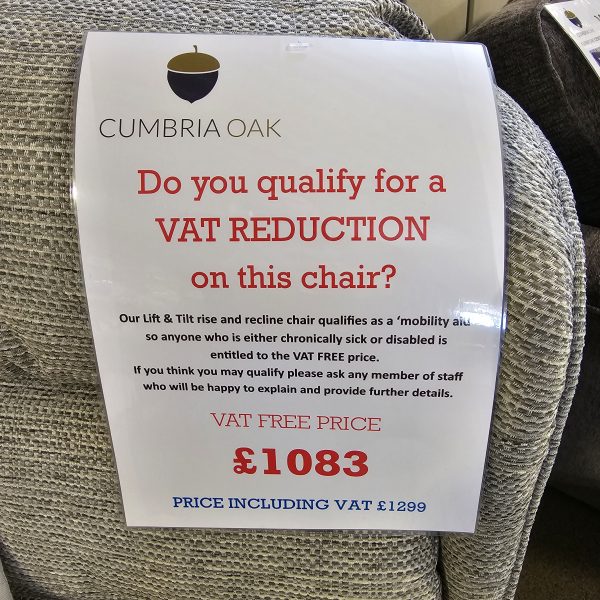 CUMBRIA OAK
Do you qualify for a
VAT REDUCTION
on this chair?
Our Lift & Tilt rise and recline chair qualifies as a ‘mobility aid
so anyone who is either chronically sick or disabled is
entitled to the VAT FREE price.
If you think you may qualify please ask any member of staff
who will be happy to explain and provide further details.
VAT FREE PRICE
£1083
PRICE INCLUDING VAT £1299